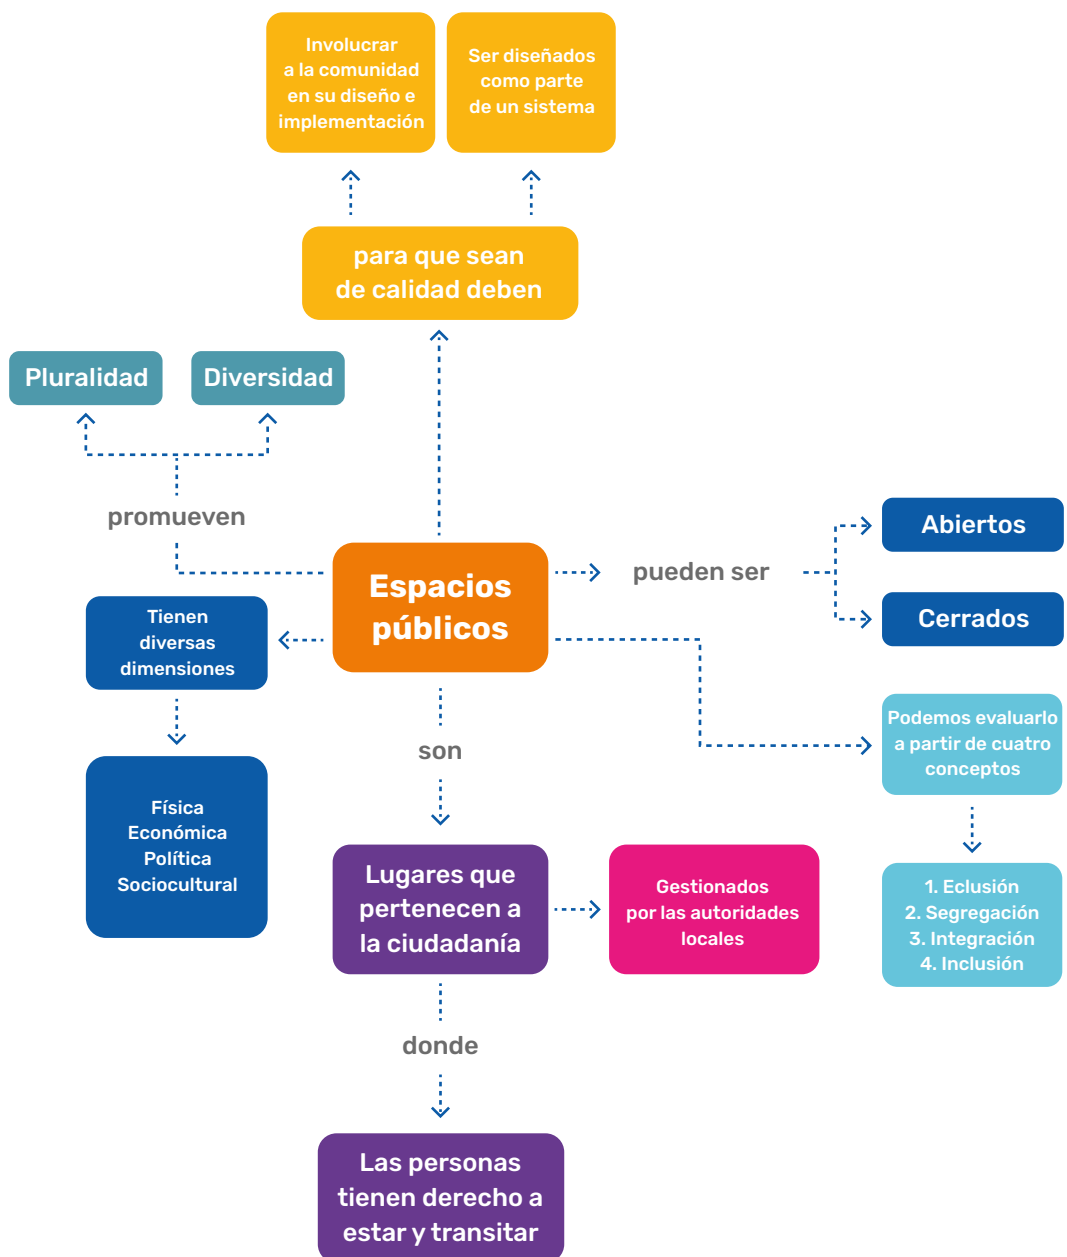 Involucrar
a la comunidad
en su diseño e
implementación
Ser diseñados
como parte
de un sistema
para que sean
de calidad deben
Pluralidad
Diversidad
promueven
Espacios
públicos
pueden ser
Abiertos
Cerrados
Tienen
diversas
dimensiones
Física
Económica
Política
Sociocultural
son
Podemos evaluarlo
a partir de cuatro
conceptos
1. Eclusión
2. Segregación
3. Integración
4. Inclusión
Lugares que
pertenecen a
la ciudadanía
Gestionados
por las autoridades
locales
donde
Las personas
tienen derecho a
estar y transitar